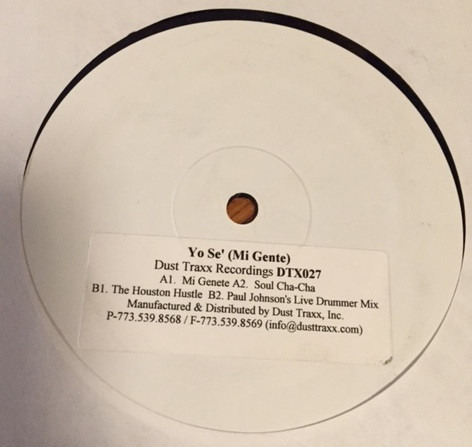 Yo Se' (Mi Gente)
Dust Traxx Recordings DTX027
A1. Mi Genete A2. Soul Cha-Cha
B1. The Houston Hustle B2. Paul Johnson's Live Drummer Mix
Manufactured & Distributed by Dust Traxx, Inc.
P-773.539.8568 / F-773.539.8569 (info@dusttraxx.com)